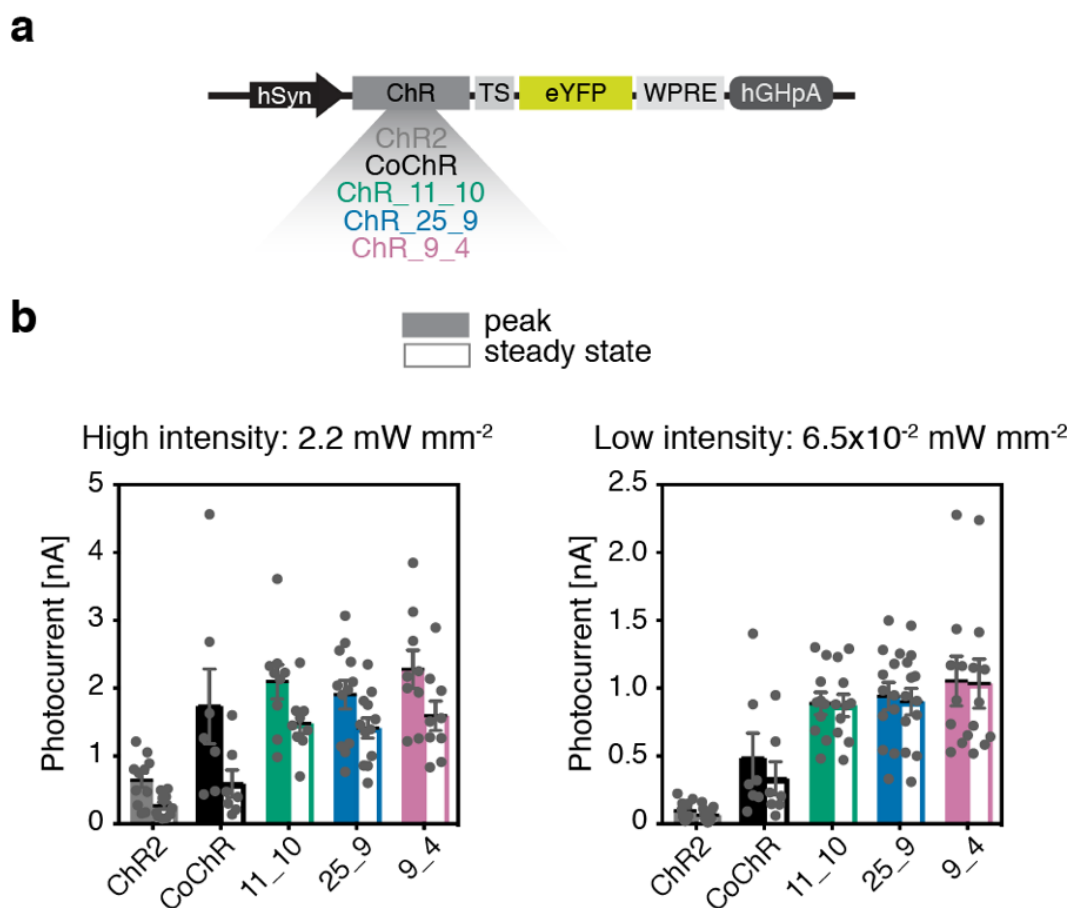 a
hSyn ChR TS eYFP WPRE hGHpA
ChR2
CoChR
ChR_11_10
ChR_25_9
ChR_9_4
b
peak
steady state
High intensity: 2.2 mW mm⁻²
Photocurrent [nA]
5
4
3
2
1
0
ChR2 CoChR 11_10 25_9 9_4
Low intensity: 6.5x10⁻² mW mm⁻²
Photocurrent [nA]
2.5
2.0
1.5
1.0
0.5
0
ChR2 CoChR 11_10 25_9 9_4